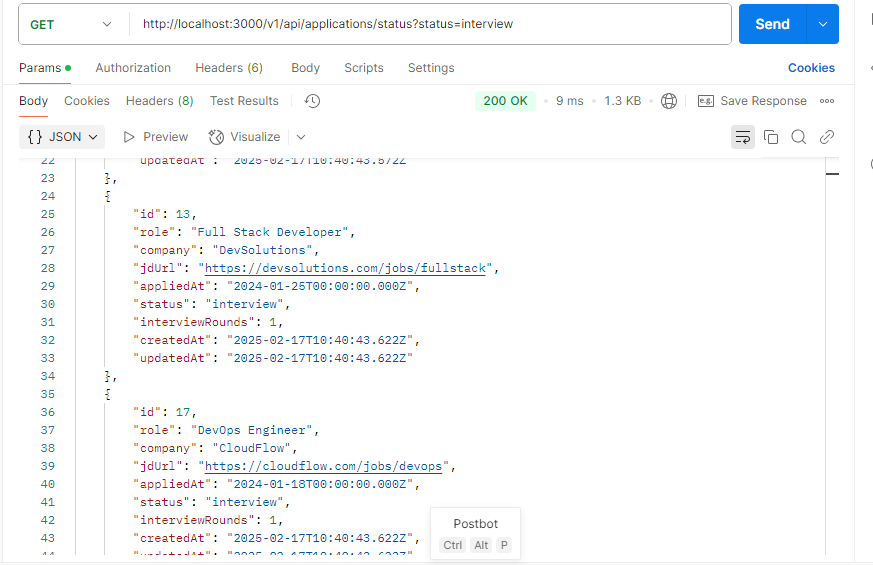 GET http://localhost:3000/v1/api/applications/status?status=interview Send
Params Authorization Headers (6) Body Scripts Settings Cookies
Body Cookies Headers (8) Test Results 200 OK • 9 ms • 1.3 KB • e.g. Save Response
{} JSON Preview Visualize
22 "updatedAt": "2025-02-17T10:40:43.572Z"
23 },
24 {
25 "id": 13,
26 "role": "Full Stack Developer",
27 "company": "DevSolutions",
28 "jdUrl": "https://devsolutions.com/jobs/fullstack",
29 "appliedAt": "2024-01-25T00:00:00.000Z",
30 "status": "interview",
31 "interviewRounds": 1,
32 "createdAt": "2025-02-17T10:40:43.622Z",
33 "updatedAt": "2025-02-17T10:40:43.622Z"
34 },
35 {
36 "id": 17,
37 "role": "DevOps Engineer",
38 "company": "CloudFlow",
39 "jdUrl": "https://cloudflow.com/jobs/devops",
40 "appliedAt": "2024-01-18T00:00:00.000Z",
41 "status": "interview",
42 "interviewRounds": 1,
43 "createdAt": "2025-02-17T10:40:43.622Z",
44 "updatedAt": "2025-02-17T10:40:43.622Z"
Postbot
Ctrl Alt P